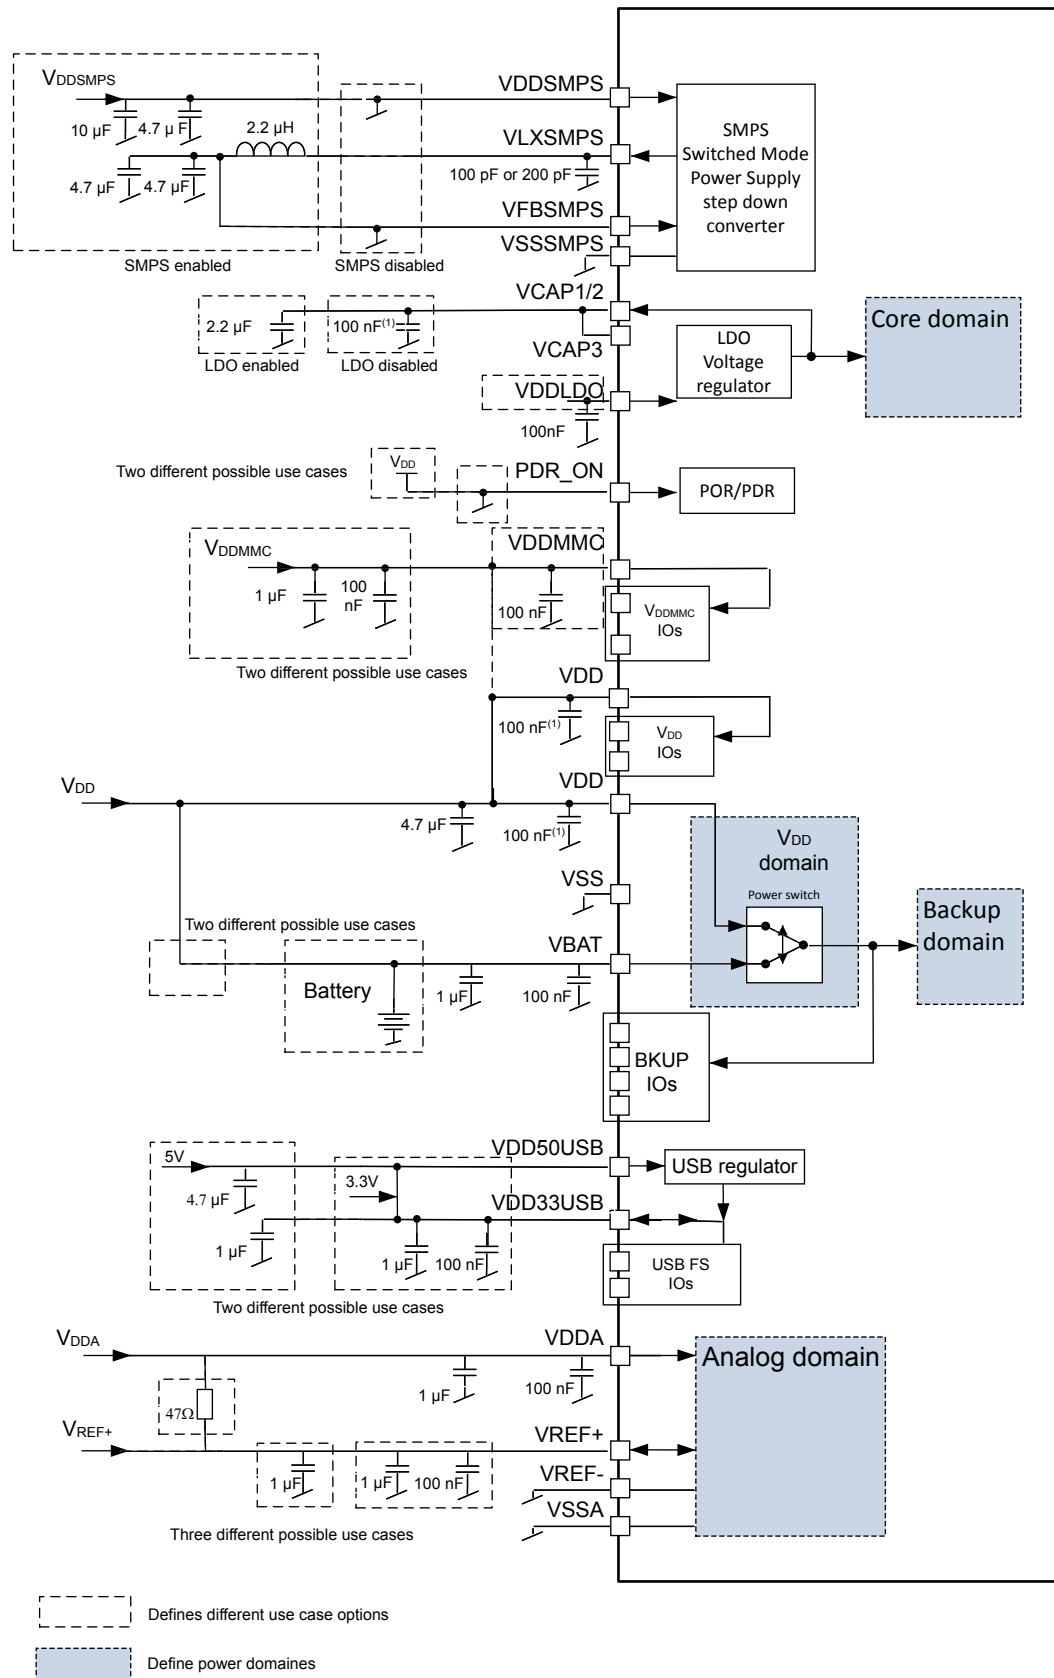 VDDSMPS
VDDSMPS
10 µF
4.7 µ F
2.2 µH
VLXSMPS
SMPS
Switched Mode
Power Supply
step down
converter
4.7 µF
4.7 µF
100 pF or 200 pF
VFBSMPS
VSSSMPS
SMPS enabled
SMPS disabled
VCAP1/2
2.2 µF
100 nF(1)
LDO enabled
LDO disabled
VCAP3
LDO
Voltage
regulator
Core domain
VDDLDO
100nF
Two different possible use cases
VDD
PDR_ON
POR/PDR
VDDMMC
VDDMMC
1 µF
100
nF
100 nF
VDDMMC
IOs
Two different possible use cases
VDD
100 nF(1)
VDD
IOs
VDD
VDD
4.7 µF
100 nF(1)
VDD
domain
Power switch
VSS
Two different possible use cases
VBAT
Backup
domain
Battery
1 µF
100 nF
BKUP
IOs
VDD50USB
5V
4.7 µF
3.3V
USB regulator
VDD33USB
1 µF
1 µF
100 nF
USB FS
IOs
Two different possible use cases
VDDA
VDDA
Analog domain
1 µF
100 nF
47Ω
VREF+
VREF+
1 µF
1 µF
100 nF
VREF-
VSSA
Three different possible use cases
Defines different use case options
Define power domaines